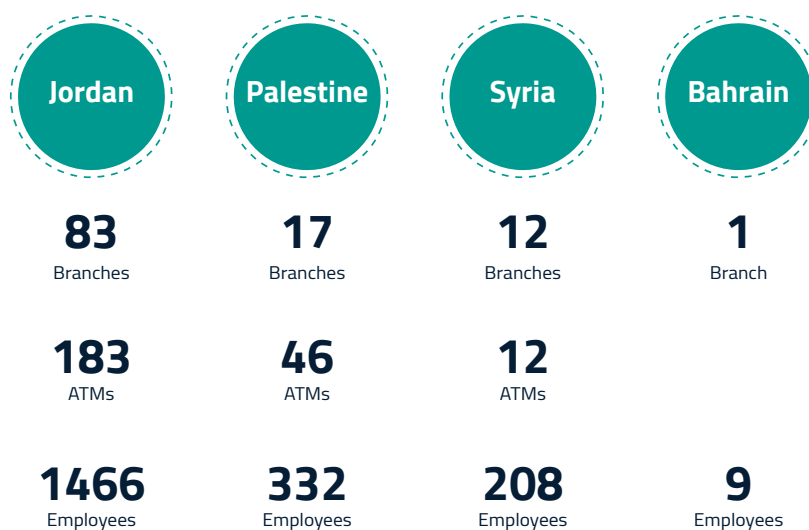 Jordan Palestine Syria Bahrain
83 17 12 1
Branches Branches Branches Branch
183 46 12
ATMs ATMs ATMs
1466 332 208 9
Employees Employees Employees Employees